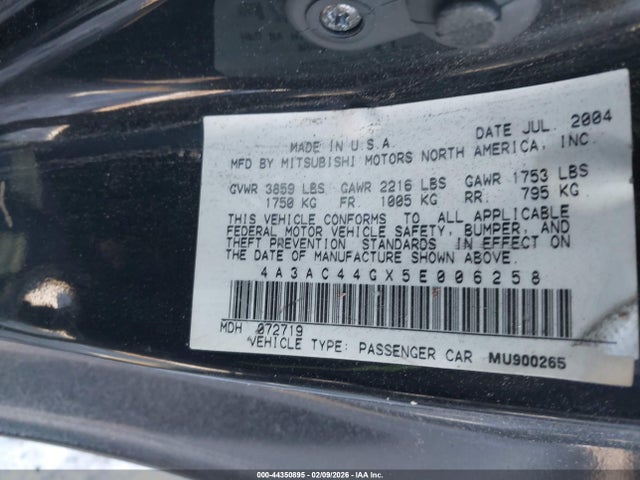 MADE IN U.S.A DATE JUL. 2004
MFD BY MITSUBISHI MOTORS NORTH AMERICA, INC.
GVWR 3859 LBS GAWR 2216 LBS GAWR 1753 LBS
1750 KG FR. 1005 KG RR. 795 KG
THIS VEHICLE CONFORMS TO ALL APPLICABLE
FEDERAL MOTOR VEHICLE SAFETY, BUMPER, AND
THEFT PREVENTION STANDARDS IN EFFECT ON
THE DATE OF MANUFACTURE SHOWN ABOVE.
4A3AC44GX5E006258
MDH 072719
VEHICLE TYPE: PASSENGER CAR MU900265
000-44350895 - 02/09/2026 - IAA Inc.